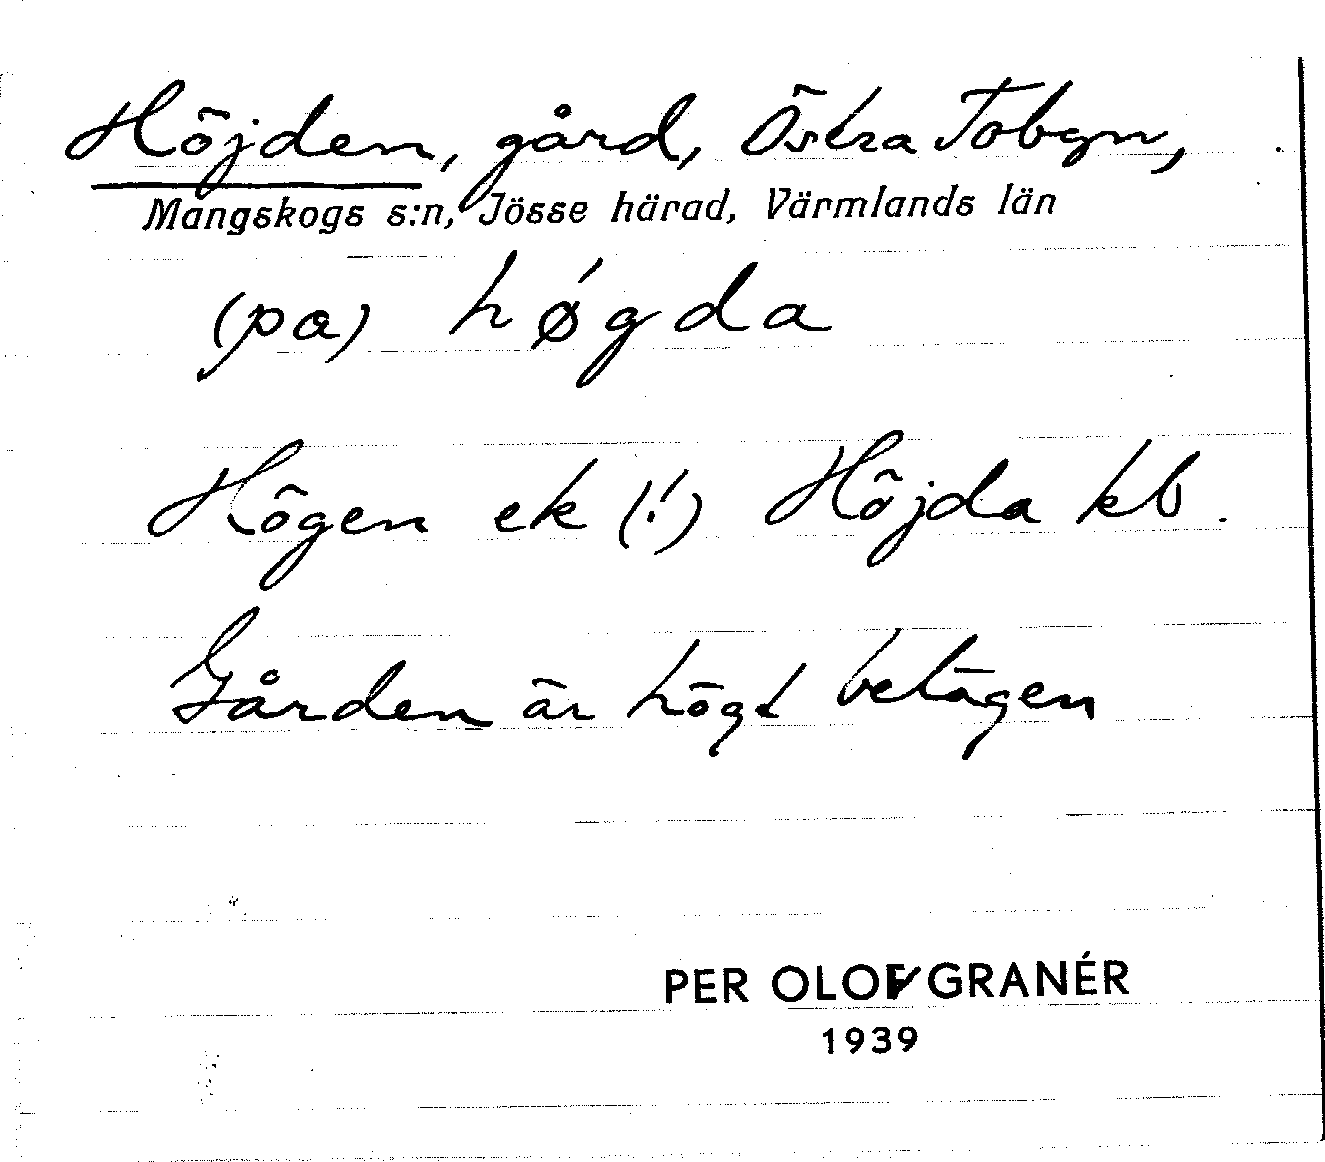 Höjden, gård, Östra Tobyn,
Mangskogs s:n, Jösse härad, Värmlands län
(pa) hǿgda
Högen ek (!) Höjda kb.
Gården är högt belägen
PER OLOF GRANÉR
1939